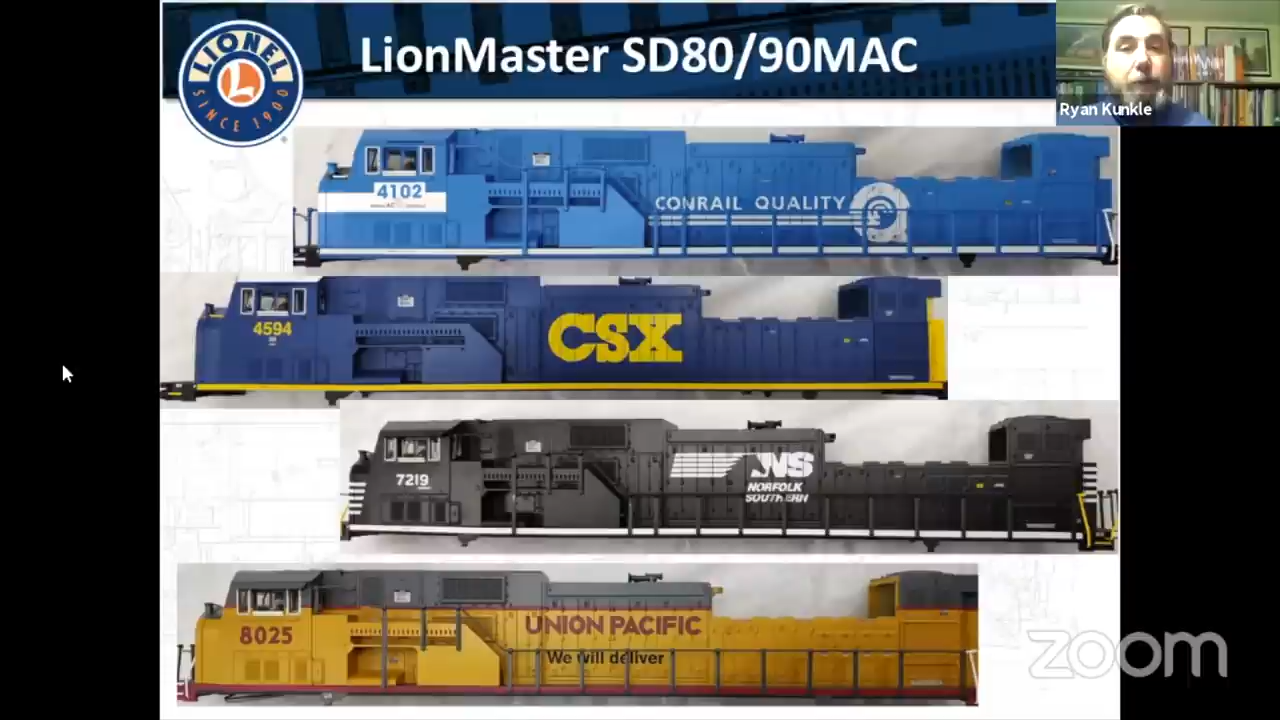 LIONEL
L
SINCE 1900
LionMaster SD80/90MAC
Ryan Kunkle
4102
CONRAIL QUALITY
4594
CSX
7219
NS
NORFOLK
SOUTHERN
8025
UNION PACIFIC
We will deliver
zoom